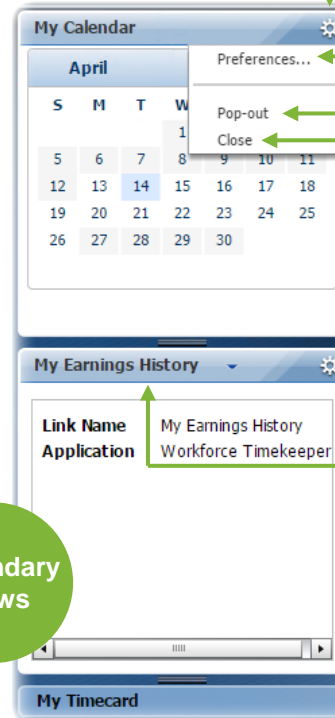 My Calendar
Preferences...
Pop-out
Close
April
S M T W
1
5 6 7 8 9 10 11
12 13 14 15 16 17 18
19 20 21 22 23 24 25
26 27 28 29 30
My Earnings History
Link Name My Earnings History
Application Workforce Timekeeper
My Timecard